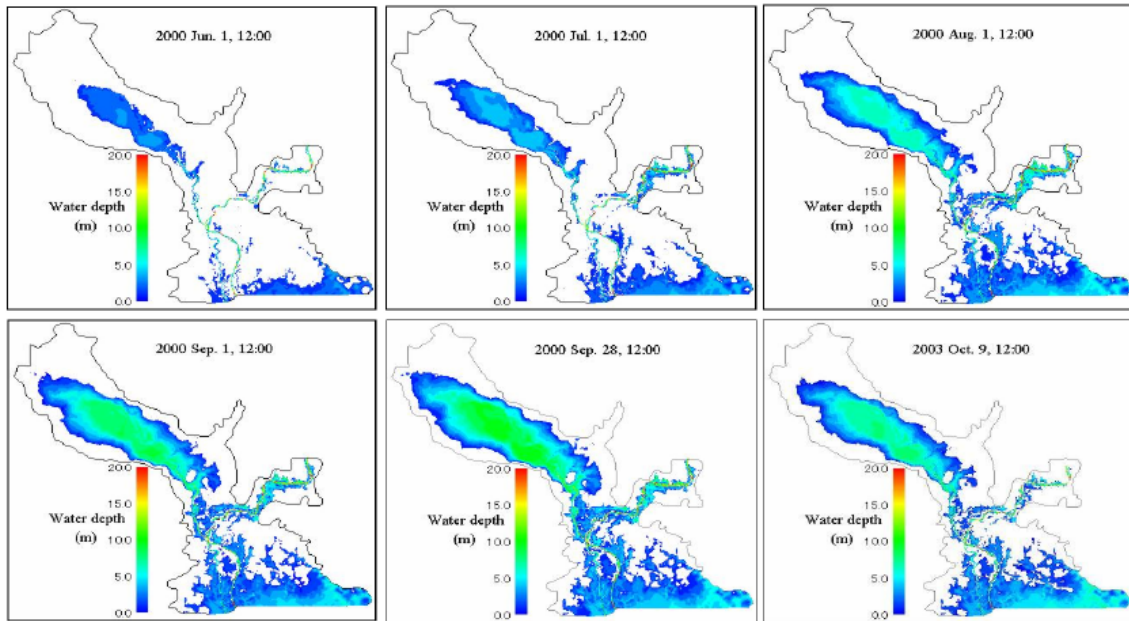 2000 Jun. 1, 12:00
20.0
15.0
Water depth
(m)
10.0
5.0
0.0
2000 Jul. 1, 12:00
20.0
15.0
Water depth
(m)
10.0
5.0
0.0
2000 Aug. 1, 12:00
20.0
15.0
Water depth
(m)
10.0
5.0
0.0
2000 Sep. 1, 12:00
20.0
15.0
Water depth
(m)
10.0
5.0
0.0
2000 Sep. 28, 12:00
20.0
15.0
Water depth
(m)
10.0
5.0
0.0
2003 Oct. 9, 12:00
20.0
15.0
Water depth
(m)
10.0
5.0
0.0